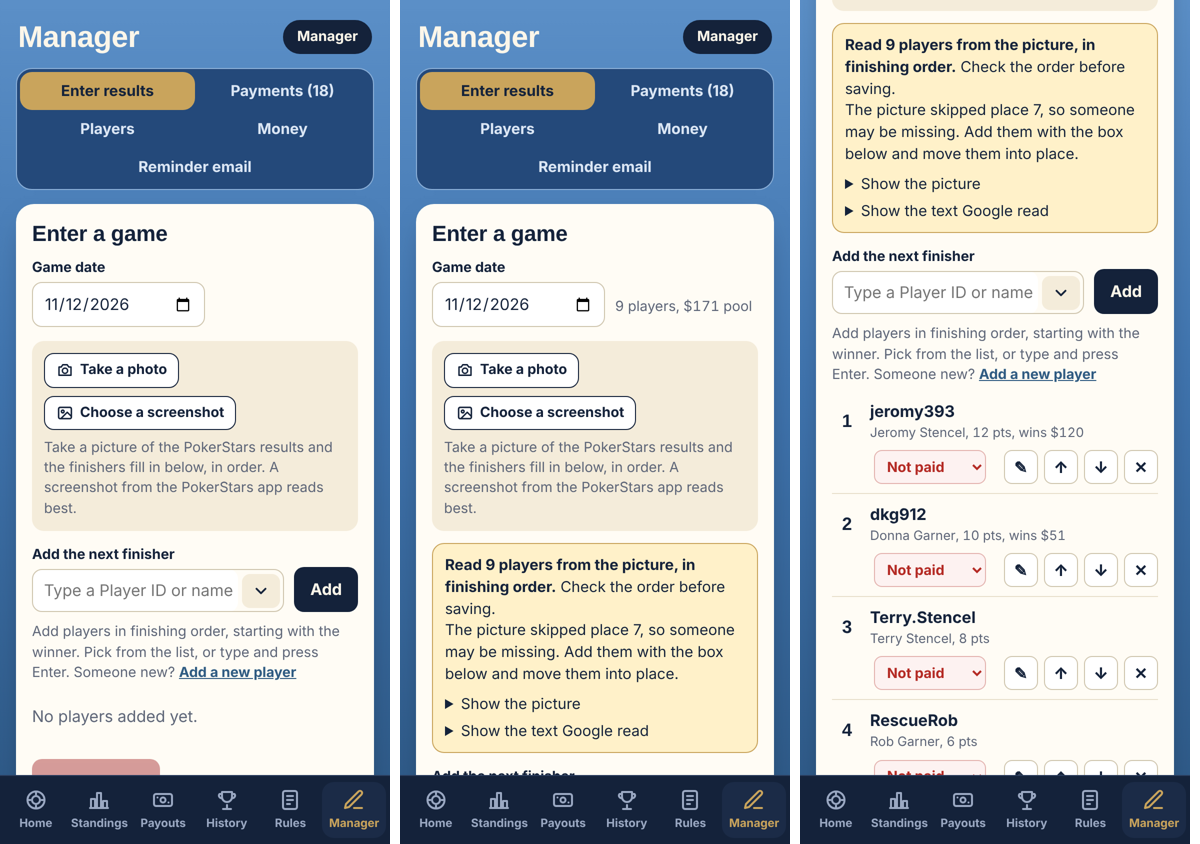 Manager
Manager
Enter results
Payments (18)
Players
Money
Reminder email
Enter a game
Game date
11/12/2026
Take a photo
Choose a screenshot
Take a picture of the PokerStars results and
the finishers fill in below, in order. A
screenshot from the PokerStars app reads
best.
Add the next finisher
Type a Player ID or name
Add
Add players in finishing order, starting with the
winner. Pick from the list, or type and press
Enter. Someone new? Add a new player
No players added yet.
Home
Standings
Payouts
History
Rules
Manager
Manager
Manager
Enter results
Payments (18)
Players
Money
Reminder email
Enter a game
Game date
11/12/2026
9 players, $171 pool
Take a photo
Choose a screenshot
Take a picture of the PokerStars results and
the finishers fill in below, in order. A
screenshot from the PokerStars app reads
best.
Read 9 players from the picture, in
finishing order. Check the order before
saving.
The picture skipped place 7, so someone
may be missing. Add them with the box
below and move them into place.
Show the picture
Show the text Google read
Add the next finisher
Home
Standings
Payouts
History
Rules
Manager
Read 9 players from the picture, in
finishing order. Check the order before
saving.
The picture skipped place 7, so someone
may be missing. Add them with the box
below and move them into place.
Show the picture
Show the text Google read
Add the next finisher
Type a Player ID or name
Add
Add players in finishing order, starting with the
winner. Pick from the list, or type and press
Enter. Someone new? Add a new player
1
jeromy393
Jeromy Stencel, 12 pts, wins $120
Not paid
2
dkg912
Donna Garner, 10 pts, wins $51
Not paid
3
Terry.Stencel
Terry Stencel, 8 pts
Not paid
4
RescueRob
Rob Garner, 6 pts
Not paid
Home
Standings
Payouts
History
Rules
Manager